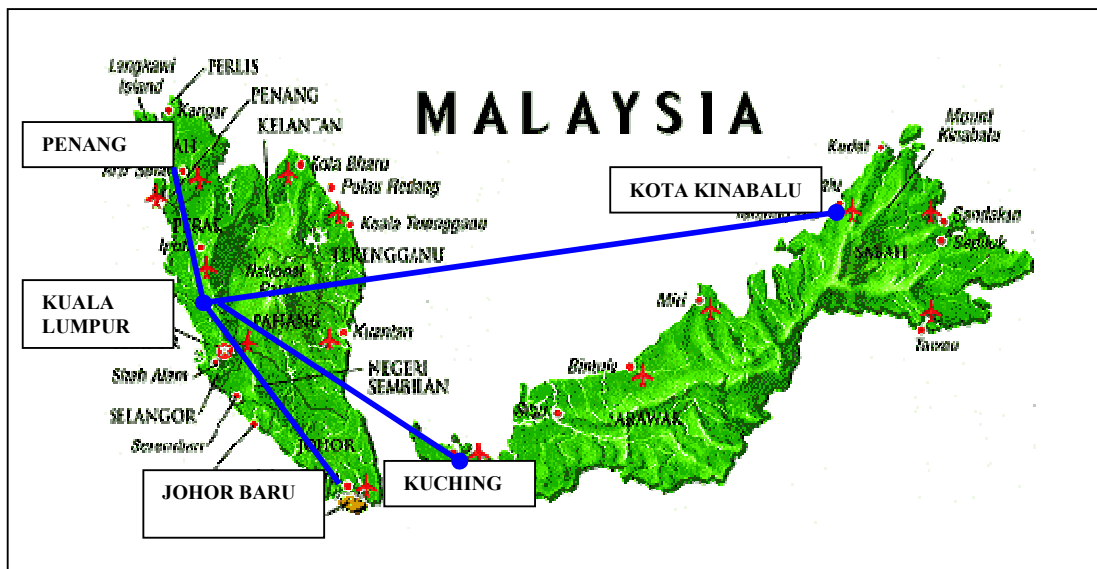 MALAYSIA
Langkawi
Island
PERLIS
Kangar
PENANG
KELANTAN
PENANG
Kota Bharu
Pulau Redang
Kuala Terengganu
TERENGGANU
PERAK
National
KUALA
LUMPUR
PAHANG
Kuantan
Shah Alam
NEGERI
SEMBILAN
SELANGOR
Seremban
JOHOR
JOHOR BARU
KUCHING
KOTA KINABALU
Kudat
Mount
Kinabalu
Sandakan
SABAH
Tawau
Miri
Bintulu
Sibu
SARAWAK